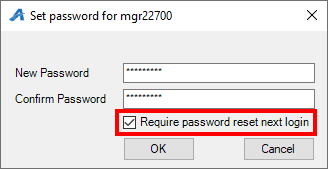 Set password for mgr22700
New Password *********
Confirm Password *********
Require password reset next login
OK Cancel